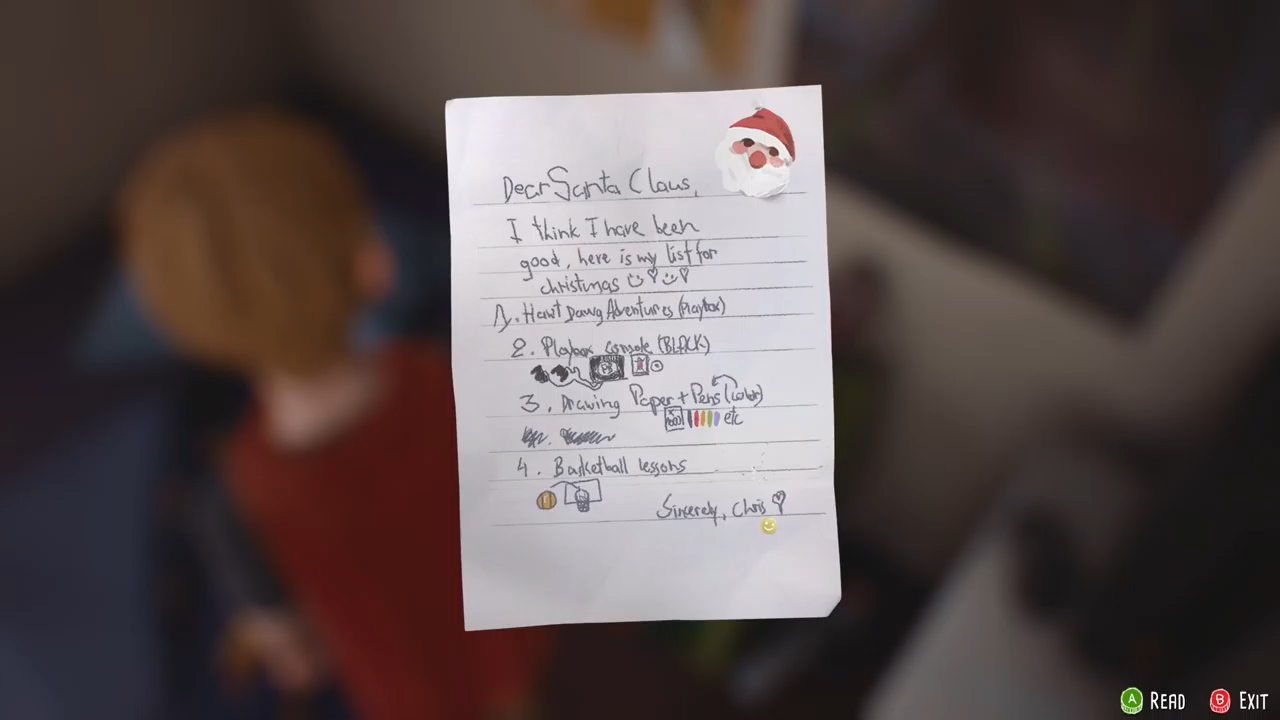 Dear Santa Claus,
I think I have been
good, here is my list for
christmas
1. Hawt Dawg Adventures (Playbox)
2. Playbox console (BLACK)
3. Drawing Paper + Pens (color)
etc
4. Basketball lessons
Sincerely, Chris
A READ B EXIT